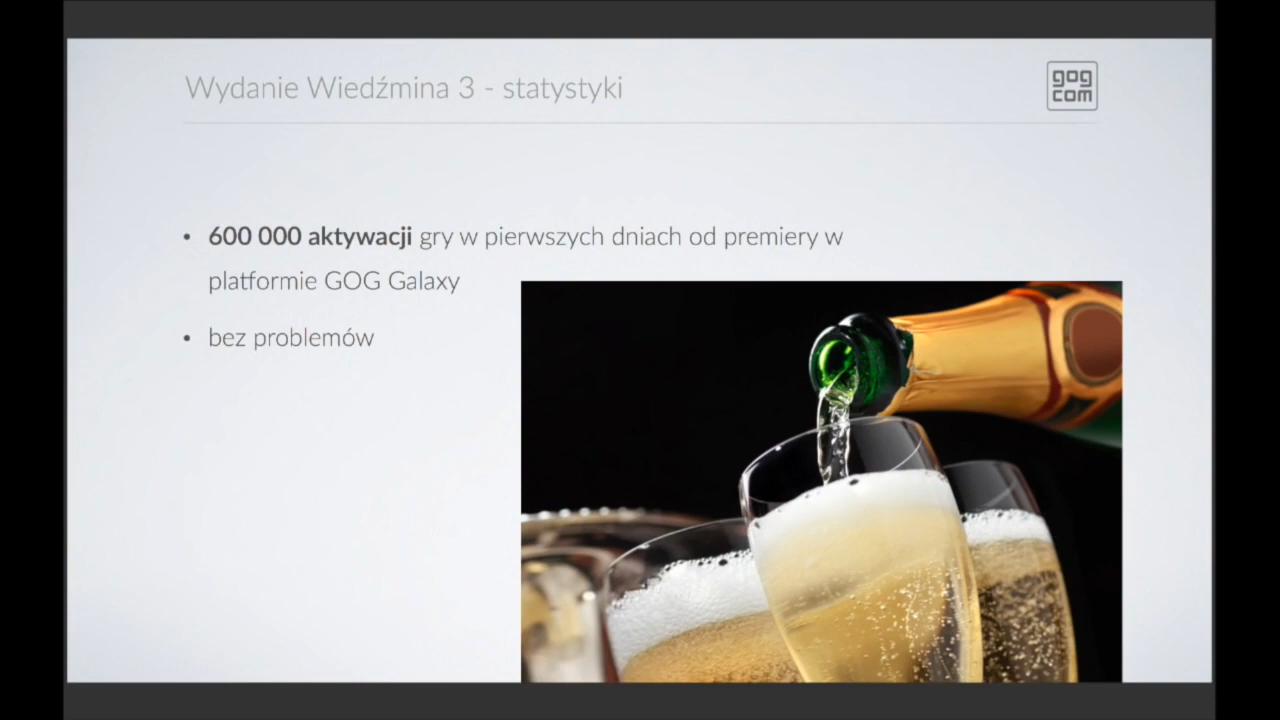 Wydanie Wiedźmina 3 - statystyki
gog
com
• 600 000 aktywacji gry w pierwszych dniach od premiery w
platformie GOG Galaxy
• bez problemów